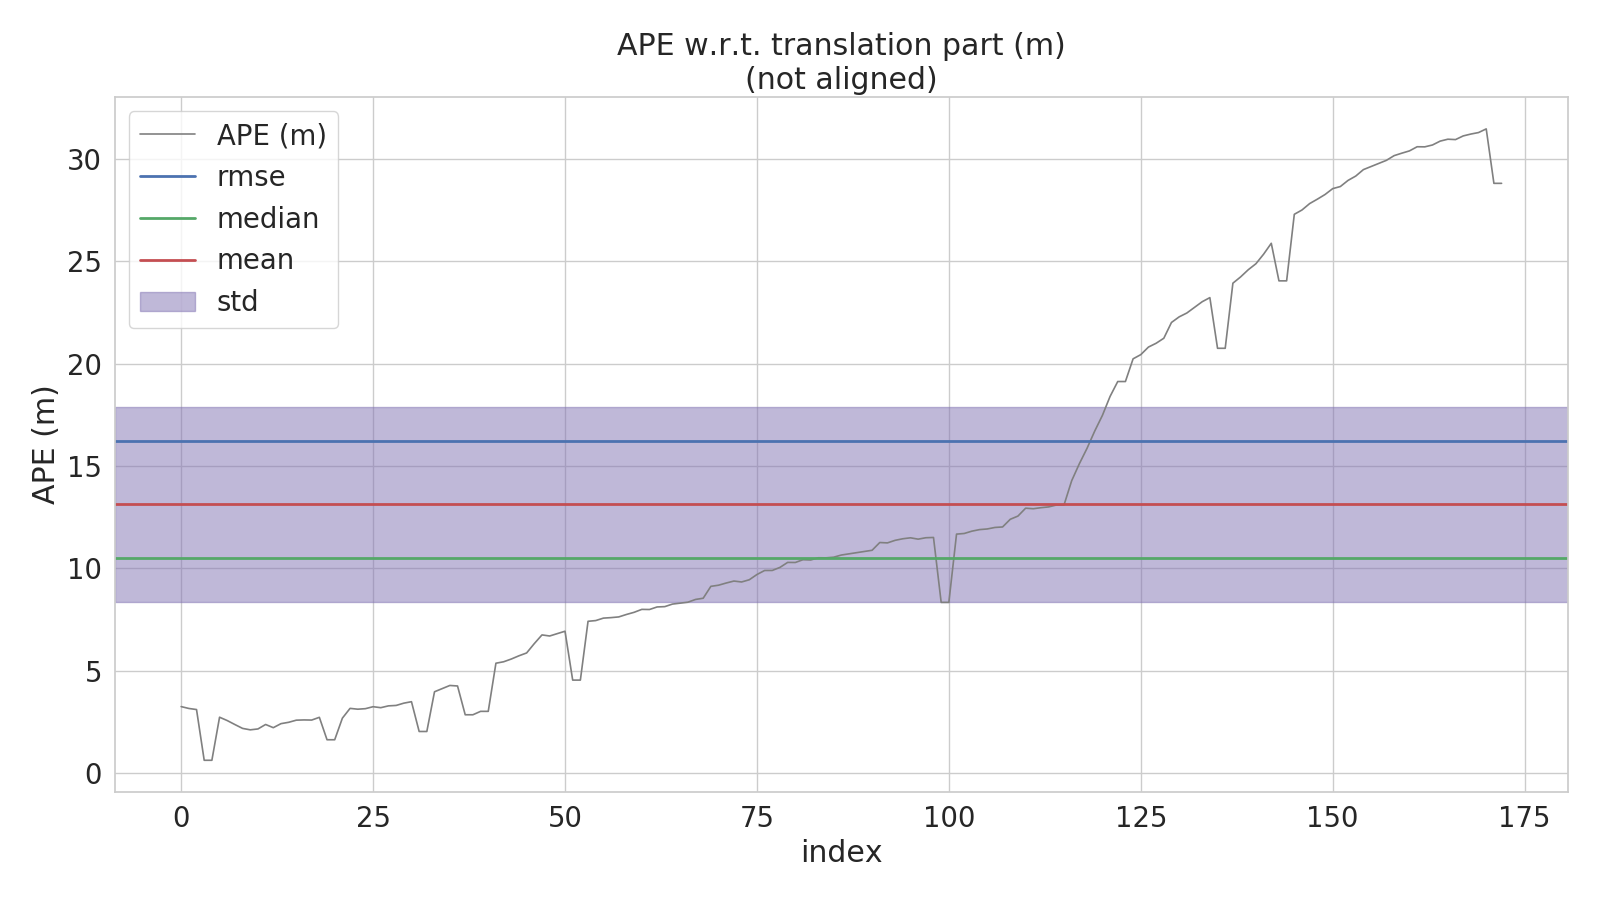 APE w.r.t. translation part (m)
(not aligned)
APE (m)
rmse
median
mean
std
APE (m)
30
25
20
15
10
5
0
0 25 50 75 100 125 150 175
index